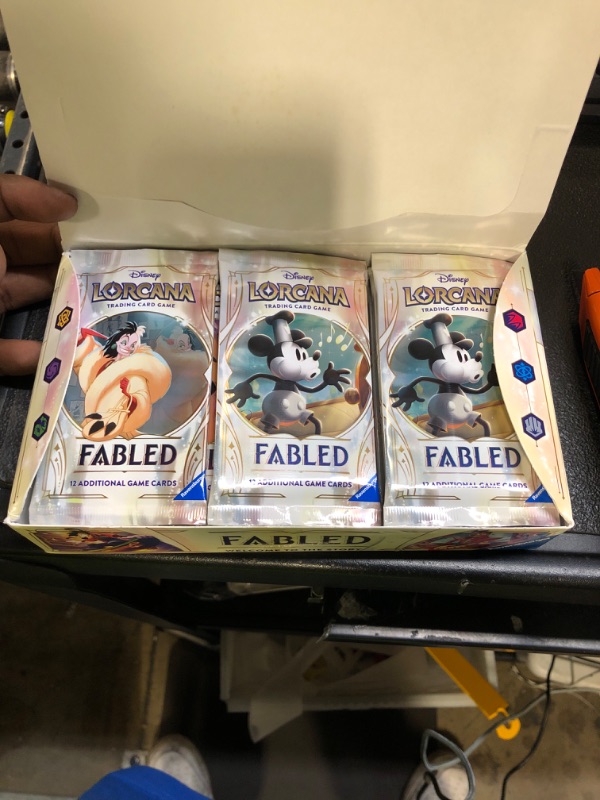 Disney
LORCANA
TRADING CARD GAME
FABLED
12 ADDITIONAL GAME CARDS
Ravensburger
Disney
LORCANA
TRADING CARD GAME
FABLED
12 ADDITIONAL GAME CARDS
Disney
LORCANA
TRADING CARD GAME
FABLED
12 ADDITIONAL GAME CARDS
FABLED